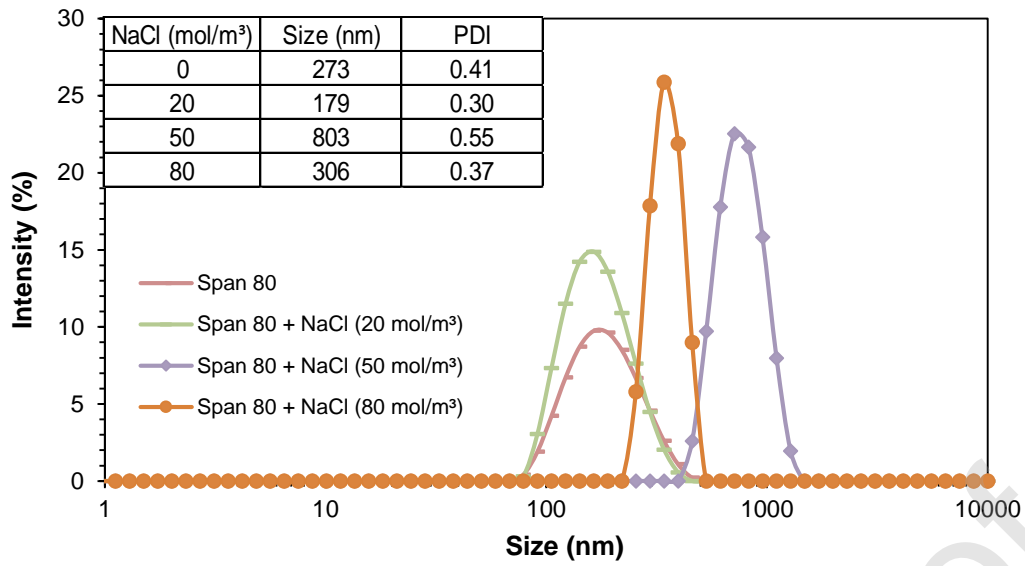 NaCl (mol/m³) Size (nm) PDI
0 273 0.41
20 179 0.30
50 803 0.55
80 306 0.37
30
25
20
15
10
5
0
Intensity (%)
Span 80
Span 80 + NaCl (20 mol/m³)
Span 80 + NaCl (50 mol/m³)
Span 80 + NaCl (80 mol/m³)
1 10 100 1000 10000
Size (nm)